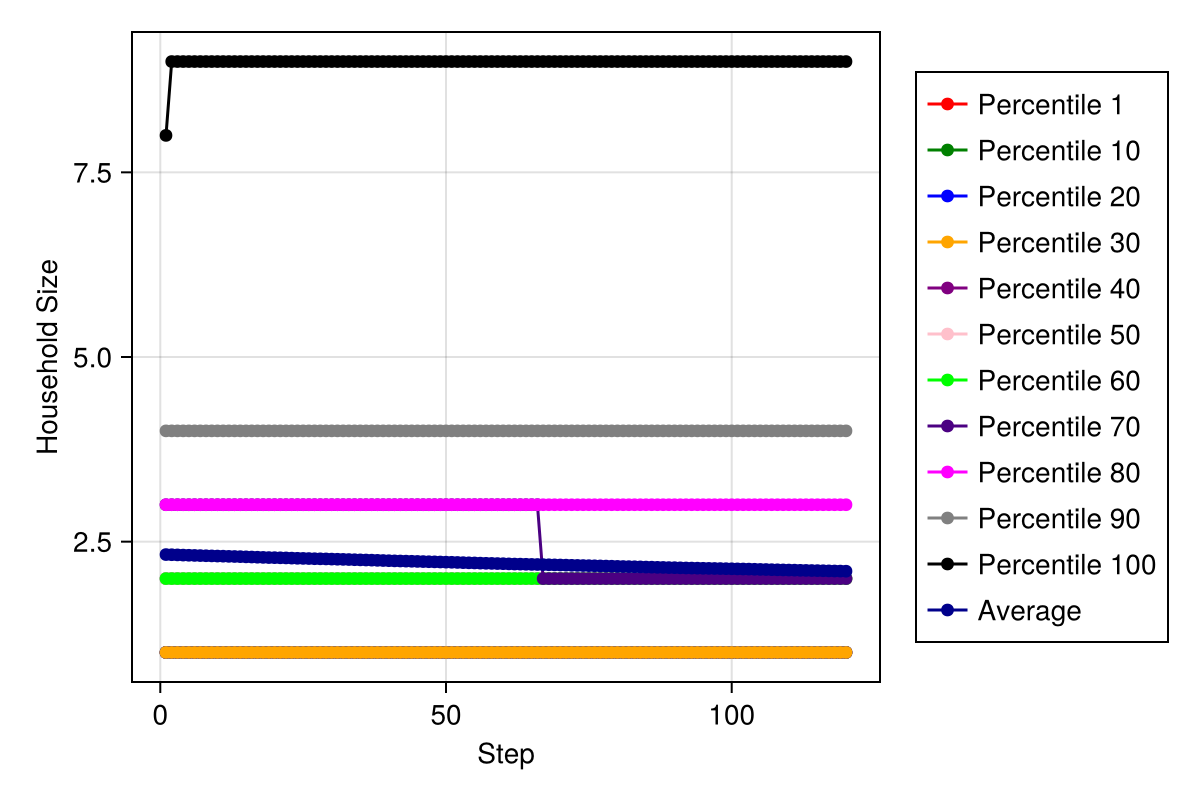 7.5
5.0
2.5
Household Size
0
50
100
Step
Percentile 1
Percentile 10
Percentile 20
Percentile 30
Percentile 40
Percentile 50
Percentile 60
Percentile 70
Percentile 80
Percentile 90
Percentile 100
Average